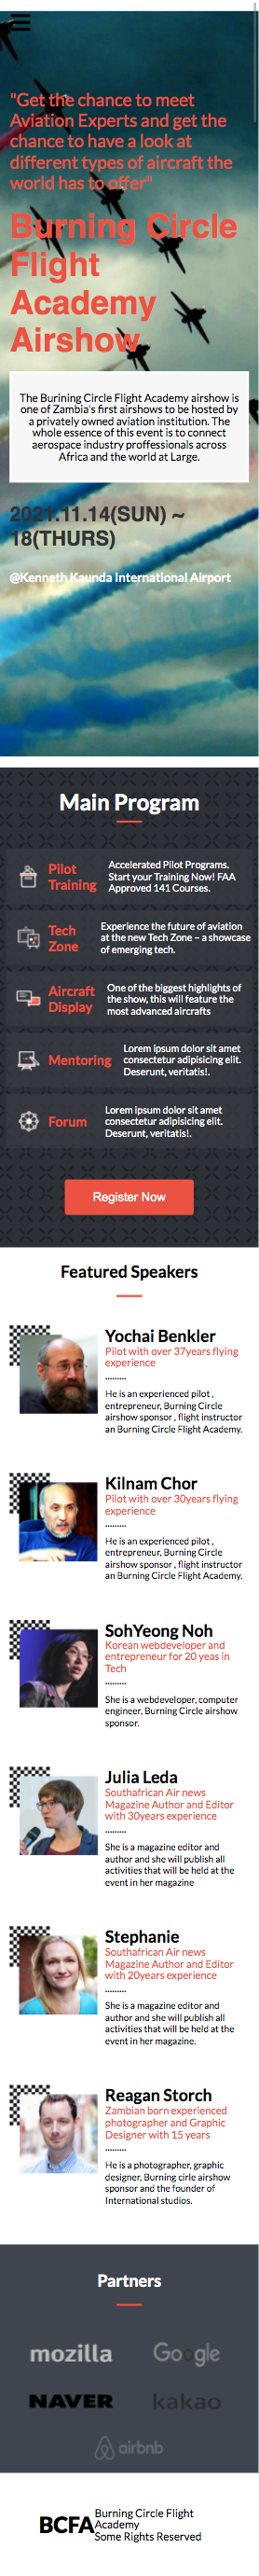 "Get the chance to meet
Aviation Experts and get the
chance to have a look at
different types of aircraft the
world has to offer"
Burning Circle
Flight
Academy
Airshow
The Burining Circle Flight Academy airshow is
one of Zambia's first airshows to be hosted by
a privately owned aviation institution. The
whole essence of this event is to connect
aerospace industry proffesionals across
Africa and the world at Large.
2021.11.14(SUN) ~
18(THURS)
@Kenneth Kaunda International Airport
Main Program
Pilot
Training
Accelerated Pilot Programs.
Start your Training Now! FAA
Approved 141 Courses.
Tech
Zone
Experience the future of aviation
at the new Tech Zone – a showcase
of emerging tech.
Aircraft
Display
One of the biggest highlights of
the show, this will feature the
most advanced aircrafts
Mentoring
Lorem ipsum dolor sit amet
consectetur adipisicing elit.
Deserunt, veritatis!.
Forum
Lorem ipsum dolor sit amet
consectetur adipisicing elit.
Deserunt, veritatis!.
Register Now
Featured Speakers
Yochai Benkler
Pilot with over 37years flying
experience
.........
He is an experienced pilot ,
entrepreneur, Burning Circle
airshow sponsor , flight instructor
an Burning Circle Flight Academy.
Kilnam Chor
Pilot with over 30years flying
experience
.........
He is an experienced pilot ,
entrepreneur, Burning Circle
airshow sponsor , flight instructor
an Burning Circle Flight Academy.
SohYeong Noh
Korean webdeveloper and
entrepreneur for 20 yeas in
Tech
.........
She is a webdeveloper, computer
engineer, Burning Circle airshow
sponsor.
Julia Leda
Southafrican Air news
Magazine Author and Editor
with 30years experience
.........
She is a magazine editor and
author and she will publish all
activities that will be held at the
event in her magazine
Stephanie
Southafrican Air news
Magazine Author and Editor
with 20years experience
.........
She is a magazine editor and
author and she will publish all
activities that will be held at the
event in her magazine.
Reagan Storch
Zambian born experienced
photographer and Graphic
Designer with 15 years
.........
He is a photographer, graphic
designer, Burning cirle airshow
sponsor and the founder of
International studios.
Partners
mozilla
Google
NAVER
kakao
airbnb
BCFA
Burning Circle Flight
Academy
Some Rights Reserved